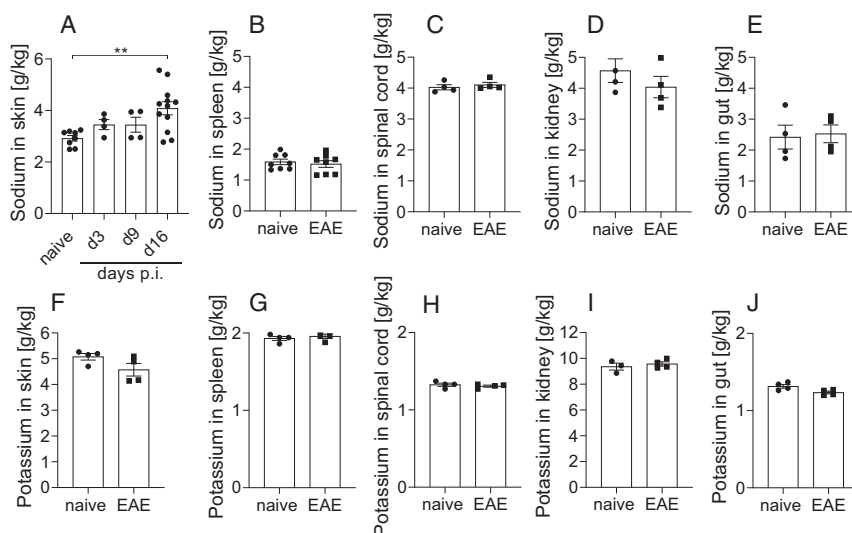 A
Sodium in skin [g/kg]
6
4
2
0
**
naive
d3
d9
d16
days p.i.
B
Sodium in spleen [g/kg]
5
4
3
2
1
0
naive
EAE
C
Sodium in spinal cord [g/kg]
5
4
3
2
1
0
naive
EAE
D
Sodium in kidney [g/kg]
5
4
3
2
1
0
naive
EAE
E
Sodium in gut [g/kg]
5
4
3
2
1
0
naive
EAE
F
Potassium in skin [g/kg]
6
5
4
3
2
1
0
naive
EAE
G
Potassium in spleen [g/kg]
2
1
0
naive
EAE
H
Potassium in spinal cord [g/kg]
2
1
0
naive
EAE
I
Potassium in kidney [g/kg]
12
10
8
6
4
2
0
naive
EAE
J
Potassium in gut [g/kg]
2
1
0
naive
EAE